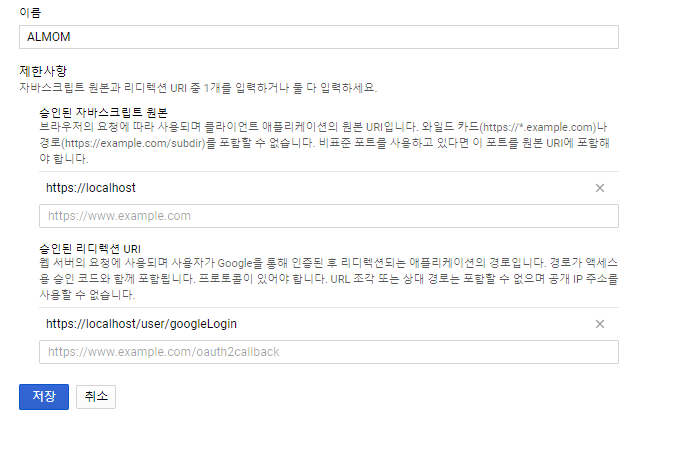 이름
ALMOM
제한사항
자바스크립트 원본과 리디렉션 URI 중 1개를 입력하거나 둘 다 입력하세요.
승인된 자바스크립트 원본
브라우저의 요청에 따라 사용되며 클라이언트 애플리케이션의 원본 URI입니다. 와일드 카드(https://*.example.com)나
경로(https://example.com/subdir)를 포함할 수 없습니다. 비표준 포트를 사용하고 있다면 이 포트를 원본 URI에 포함해
야 합니다.
https://localhost
https://www.example.com
승인된 리디렉션 URI
웹 서버의 요청에 사용되며 사용자가 Google을 통해 인증된 후 리디렉션되는 애플리케이션의 경로입니다. 경로가 액세스
용 승인 코드와 함께 포함됩니다. 프로토콜이 있어야 합니다. URL 조각 또는 상대 경로는 포함할 수 없으며 공개 IP 주소를
사용할 수 없습니다.
https://localhost/user/googleLogin
https://www.example.com/oauth2callback
저장 취소